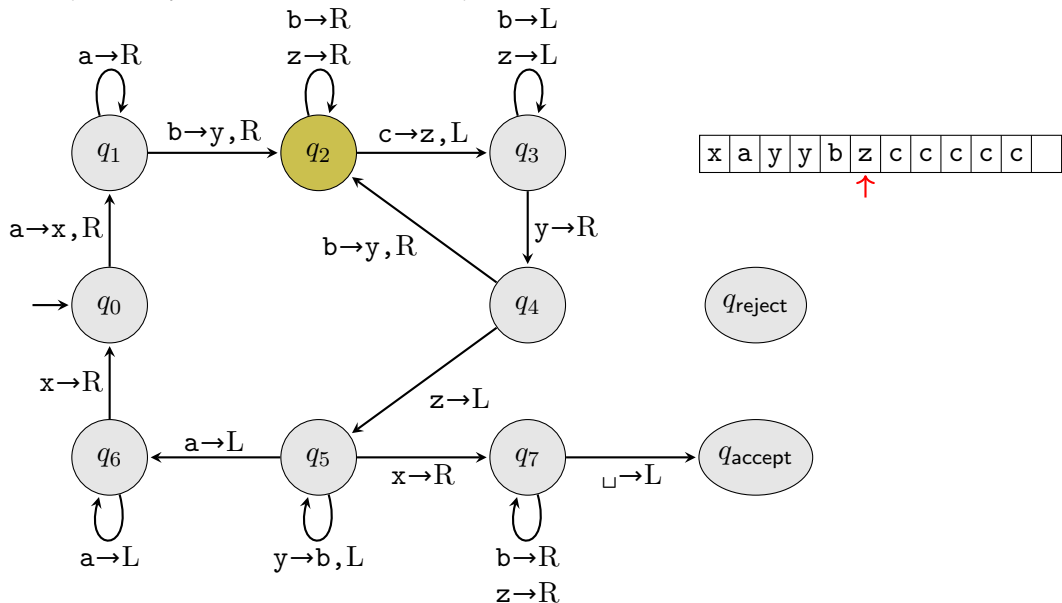 b→R
b→L
a→R
z→R
z→L
q1
b→y,R
q2
c→z,L
q3
x a y y b z c c c c c
↑
a→x,R
b→y,R
y→R
q0
q4
qreject
x→R
z→L
q6
a→L
q5
x→R
q7
␣→L
qaccept
a→L
y→b,L
b→R
z→R